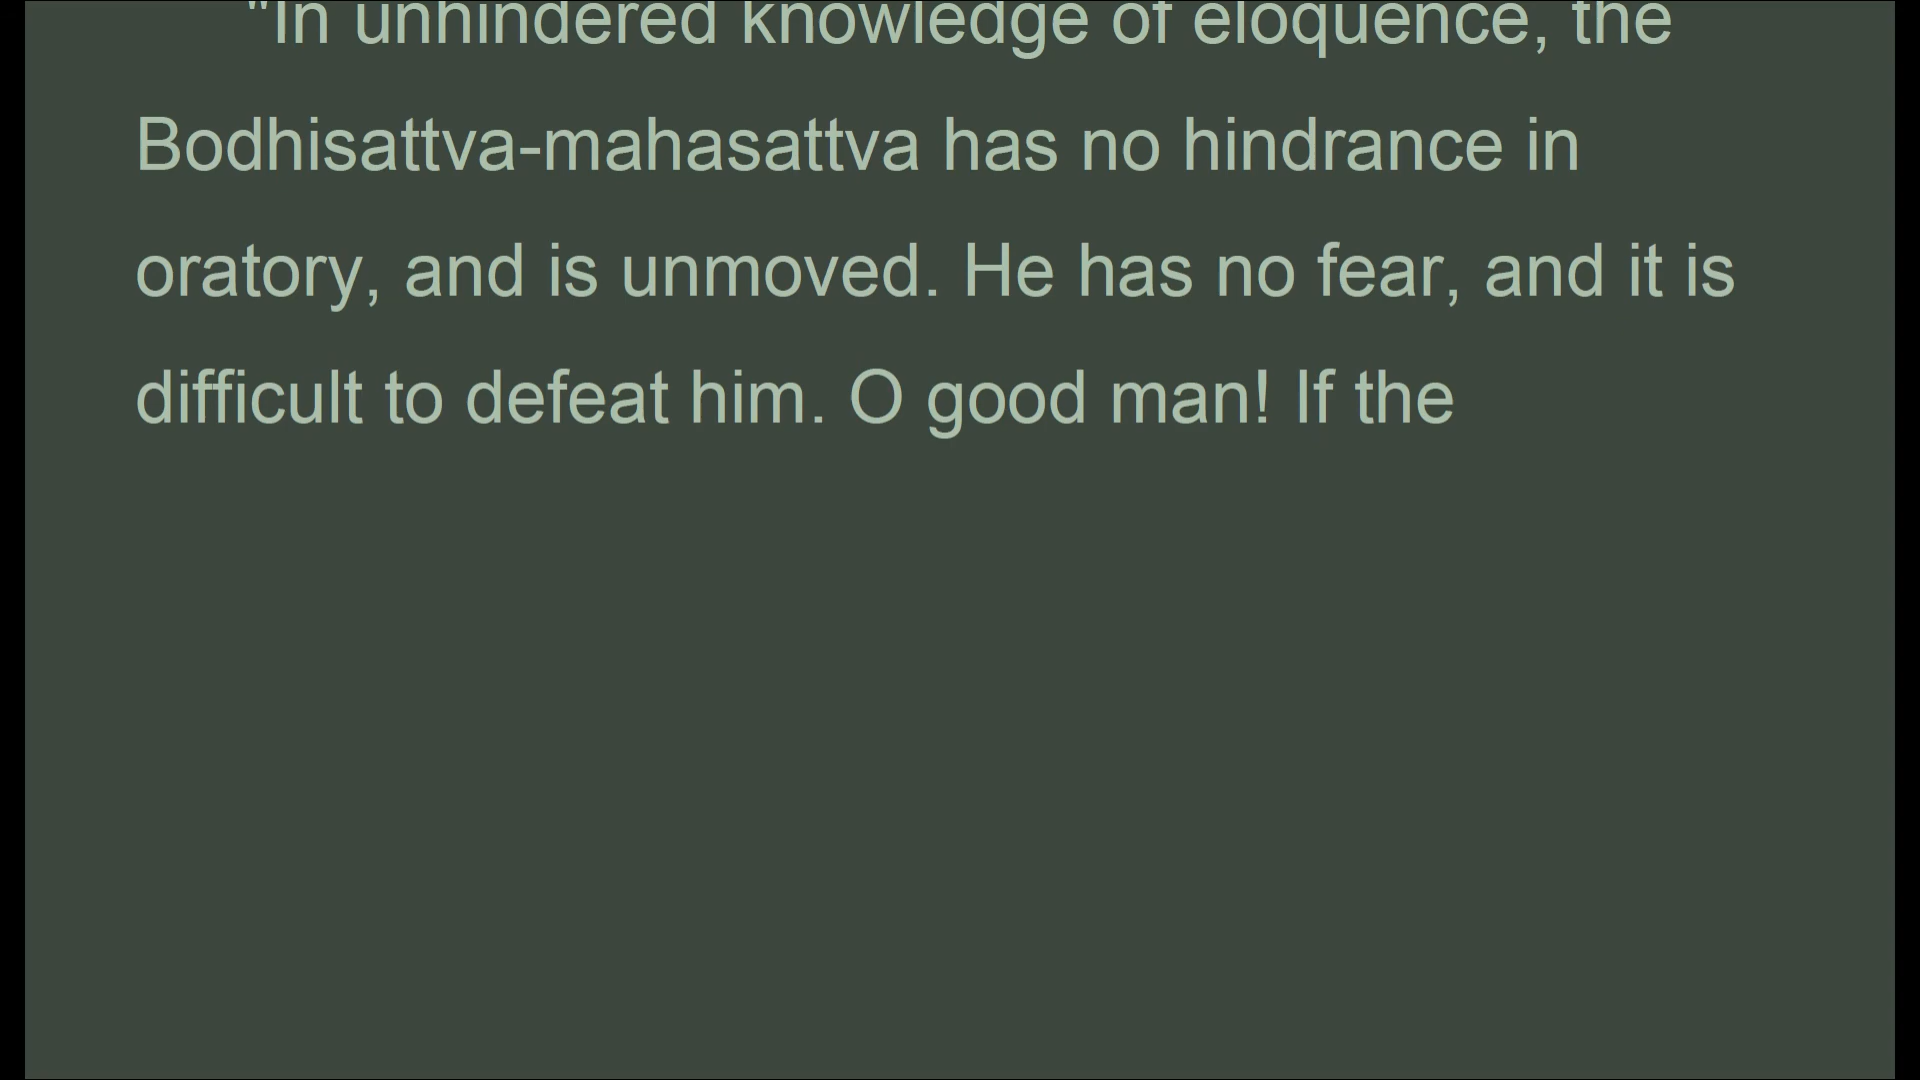 "In unhindered knowledge of eloquence, the
Bodhisattva-mahasattva has no hindrance in
oratory, and is unmoved. He has no fear, and it is
difficult to defeat him. O good man! If the